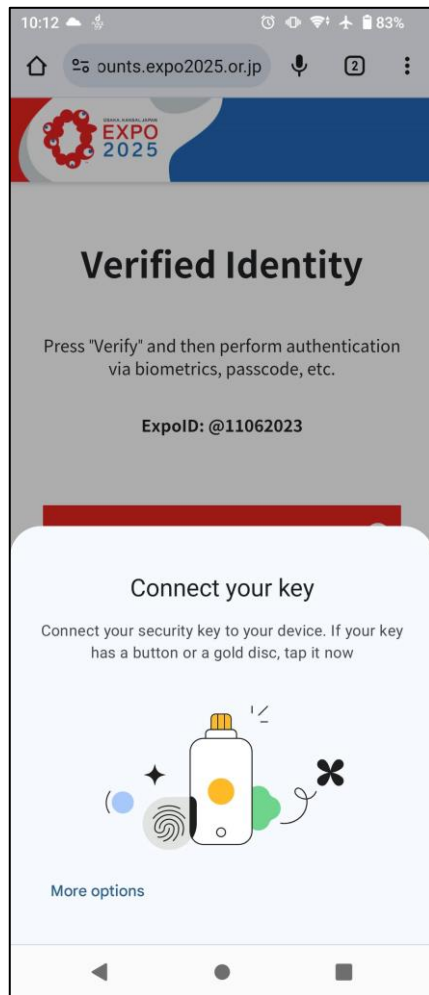 10:12
83%
ounts.expo2025.or.jp
2
OSAKA, KANSAI, JAPAN
EXPO
2025
Verified Identity
Press "Verify" and then perform authentication
via biometrics, passcode, etc.
ExpoID: @11062023
Connect your key
Connect your security key to your device. If your key
has a button or a gold disc, tap it now
More options